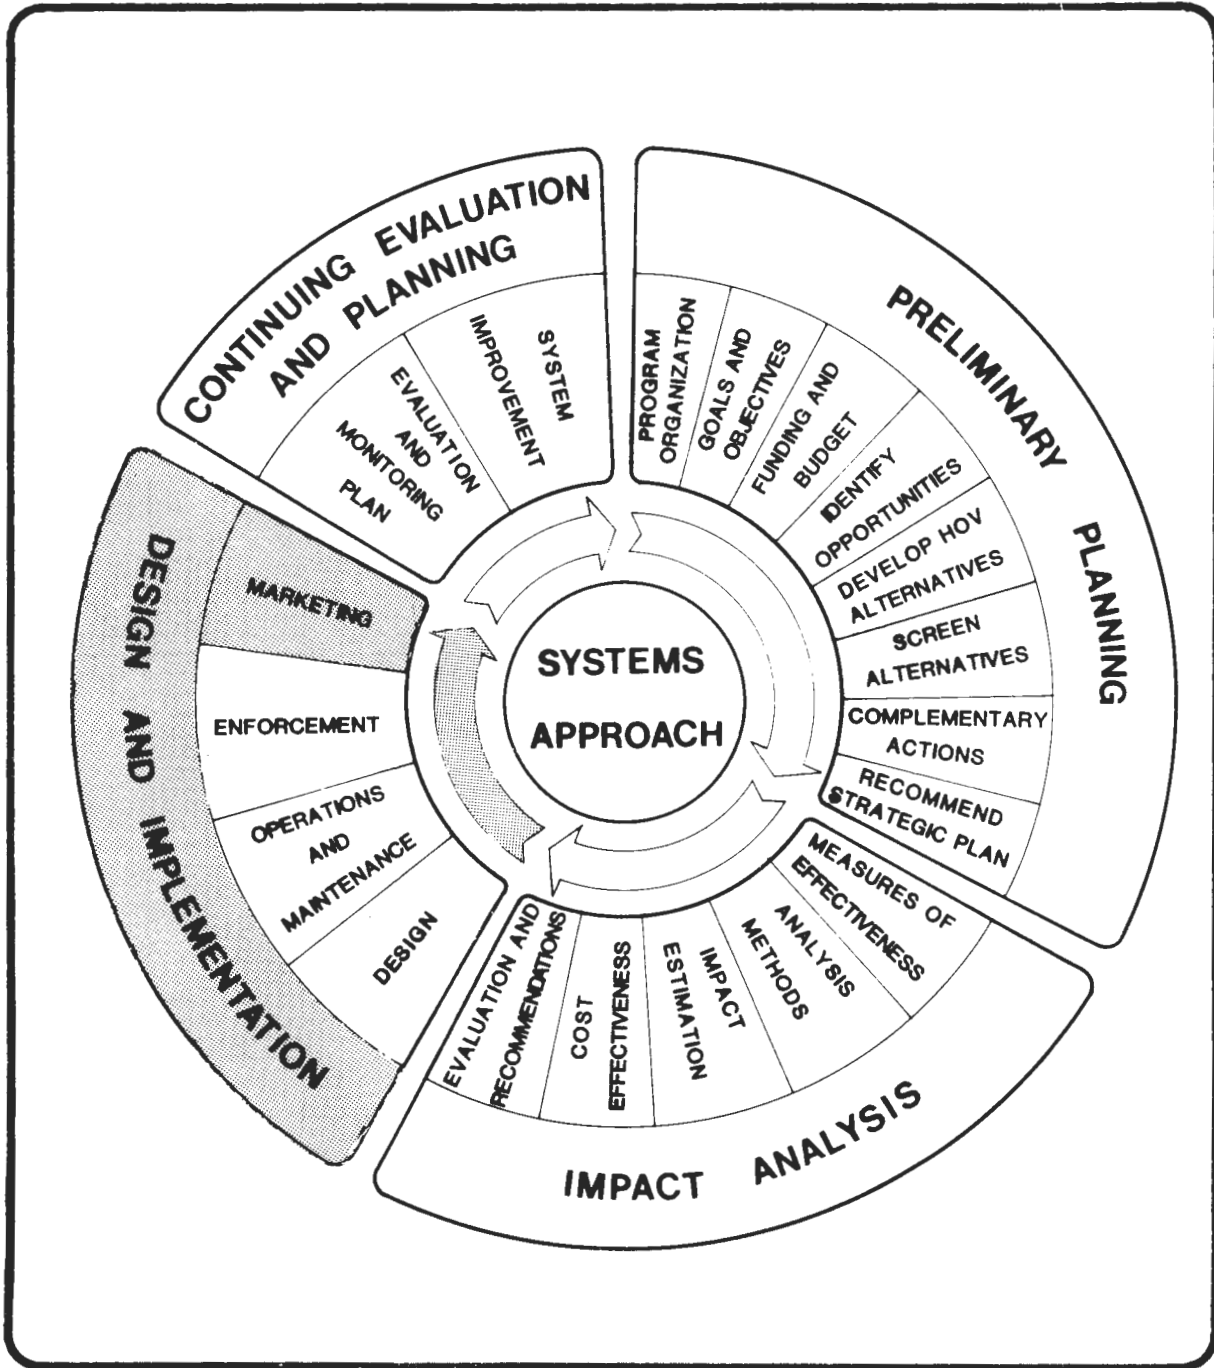 SYSTEMS
APPROACH
PRELIMINARY PLANNING
PROGRAM
ORGANIZATION
GOALS AND
OBJECTIVES
FUNDING AND
BUDGET
IDENTIFY
OPPORTUNITIES
DEVELOP HOV
ALTERNATIVES
SCREEN
ALTERNATIVES
COMPLEMENTARY
ACTIONS
RECOMMEND
STRATEGIC PLAN
IMPACT ANALYSIS
MEASURES OF
EFFECTIVENESS
ANALYSIS
METHODS
IMPACT
ESTIMATION
COST
EFFECTIVENESS
EVALUATION AND
RECOMMENDATIONS
DESIGN AND IMPLEMENTATION
DESIGN
OPERATIONS
AND
MAINTENANCE
ENFORCEMENT
MARKETING
CONTINUING EVALUATION
AND PLANNING
EVALUATION
AND
MONITORING
PLAN
SYSTEM
IMPROVEMENT